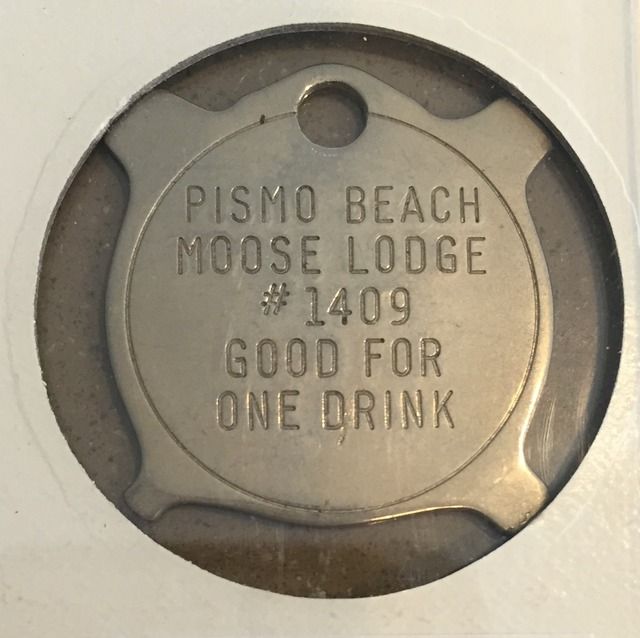 PISMO BEACH
MOOSE LODGE
# 1409
GOOD FOR
ONE DRINK